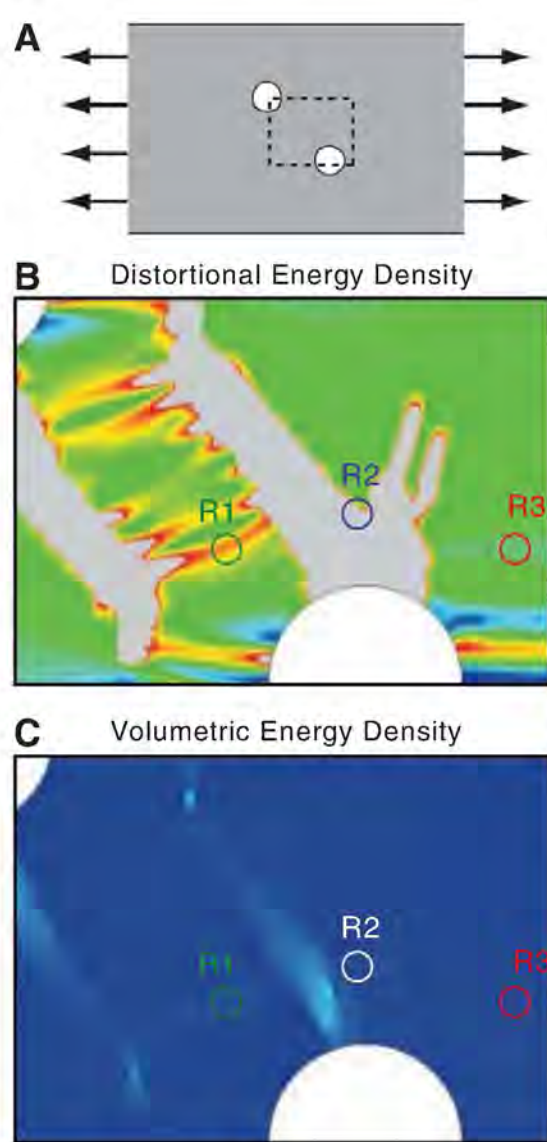 A
B Distortional Energy Density
R2
R1
R3
C Volumetric Energy Density
R2
R1
R3